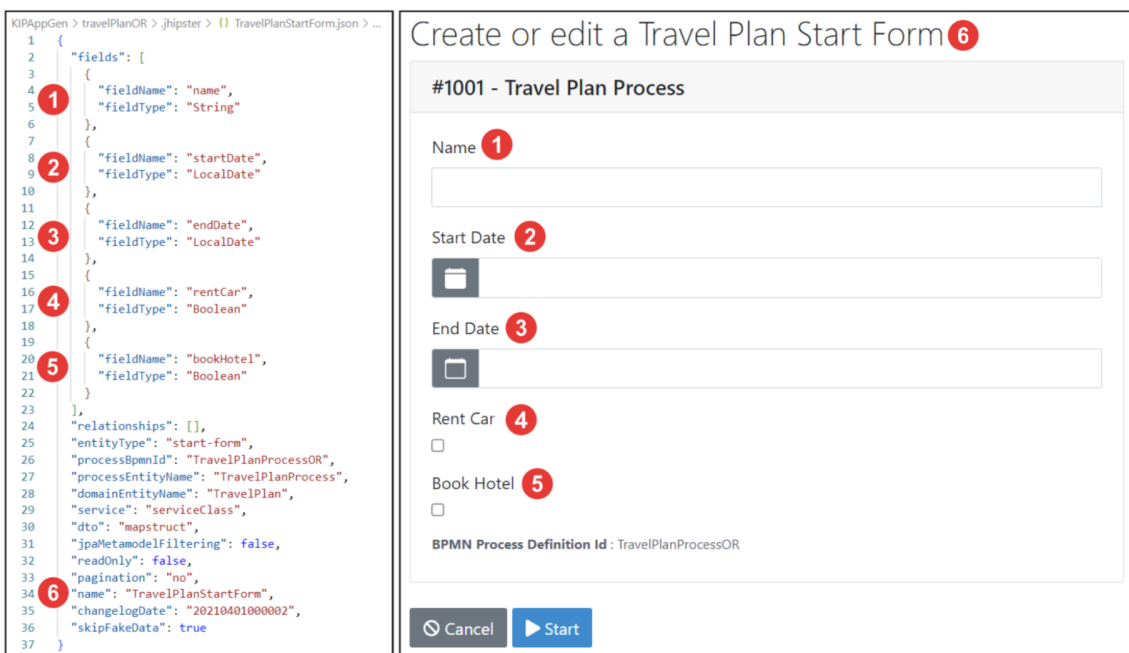 KIPAppGen > travelPlanOR > .jhipster > {} TravelPlanStartForm.json > ...
1 {
2 "fields": [
3 {
4 "fieldName": "name",
1
5 "fieldType": "String"
6 },
7 {
8 "fieldName": "startDate",
2
9 "fieldType": "LocalDate"
10 },
11 {
12 "fieldName": "endDate",
3
13 "fieldType": "LocalDate"
14 },
15 {
16 "fieldName": "rentCar",
4
17 "fieldType": "Boolean"
18 },
19 {
20 "fieldName": "bookHotel",
5
21 "fieldType": "Boolean"
22 }
23 ],
24 "relationships": [],
25 "entityType": "start-form",
26 "processBpmnId": "TravelPlanProcessOR",
27 "processEntityName": "TravelPlanProcess",
28 "domainEntityName": "TravelPlan",
29 "service": "serviceClass",
30 "dto": "mapstruct",
31 "jpaMetamodelFiltering": false,
32 "readOnly": false,
33 "pagination": "no",
34 6 "name": "TravelPlanStartForm",
35 "changelogDate": "20210401000002",
36 "skipFakeData": true
37 }
Create or edit a Travel Plan Start Form 6
#1001 - Travel Plan Process
Name 1
Start Date 2
End Date 3
Rent Car 4
Book Hotel 5
BPMN Process Definition Id : TravelPlanProcessOR
Cancel Start